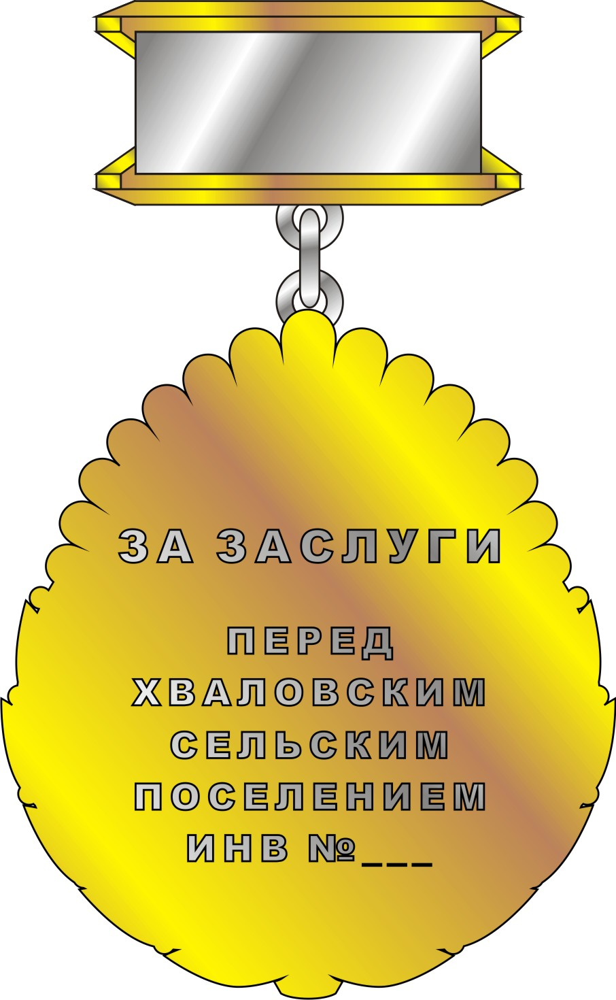 ЗА ЗАСЛУГИ
ПЕРЕД
ХВАЛОВСКИМ
СЕЛЬСКИМ
ПОСЕЛЕНИЕМ
ИНВ №___